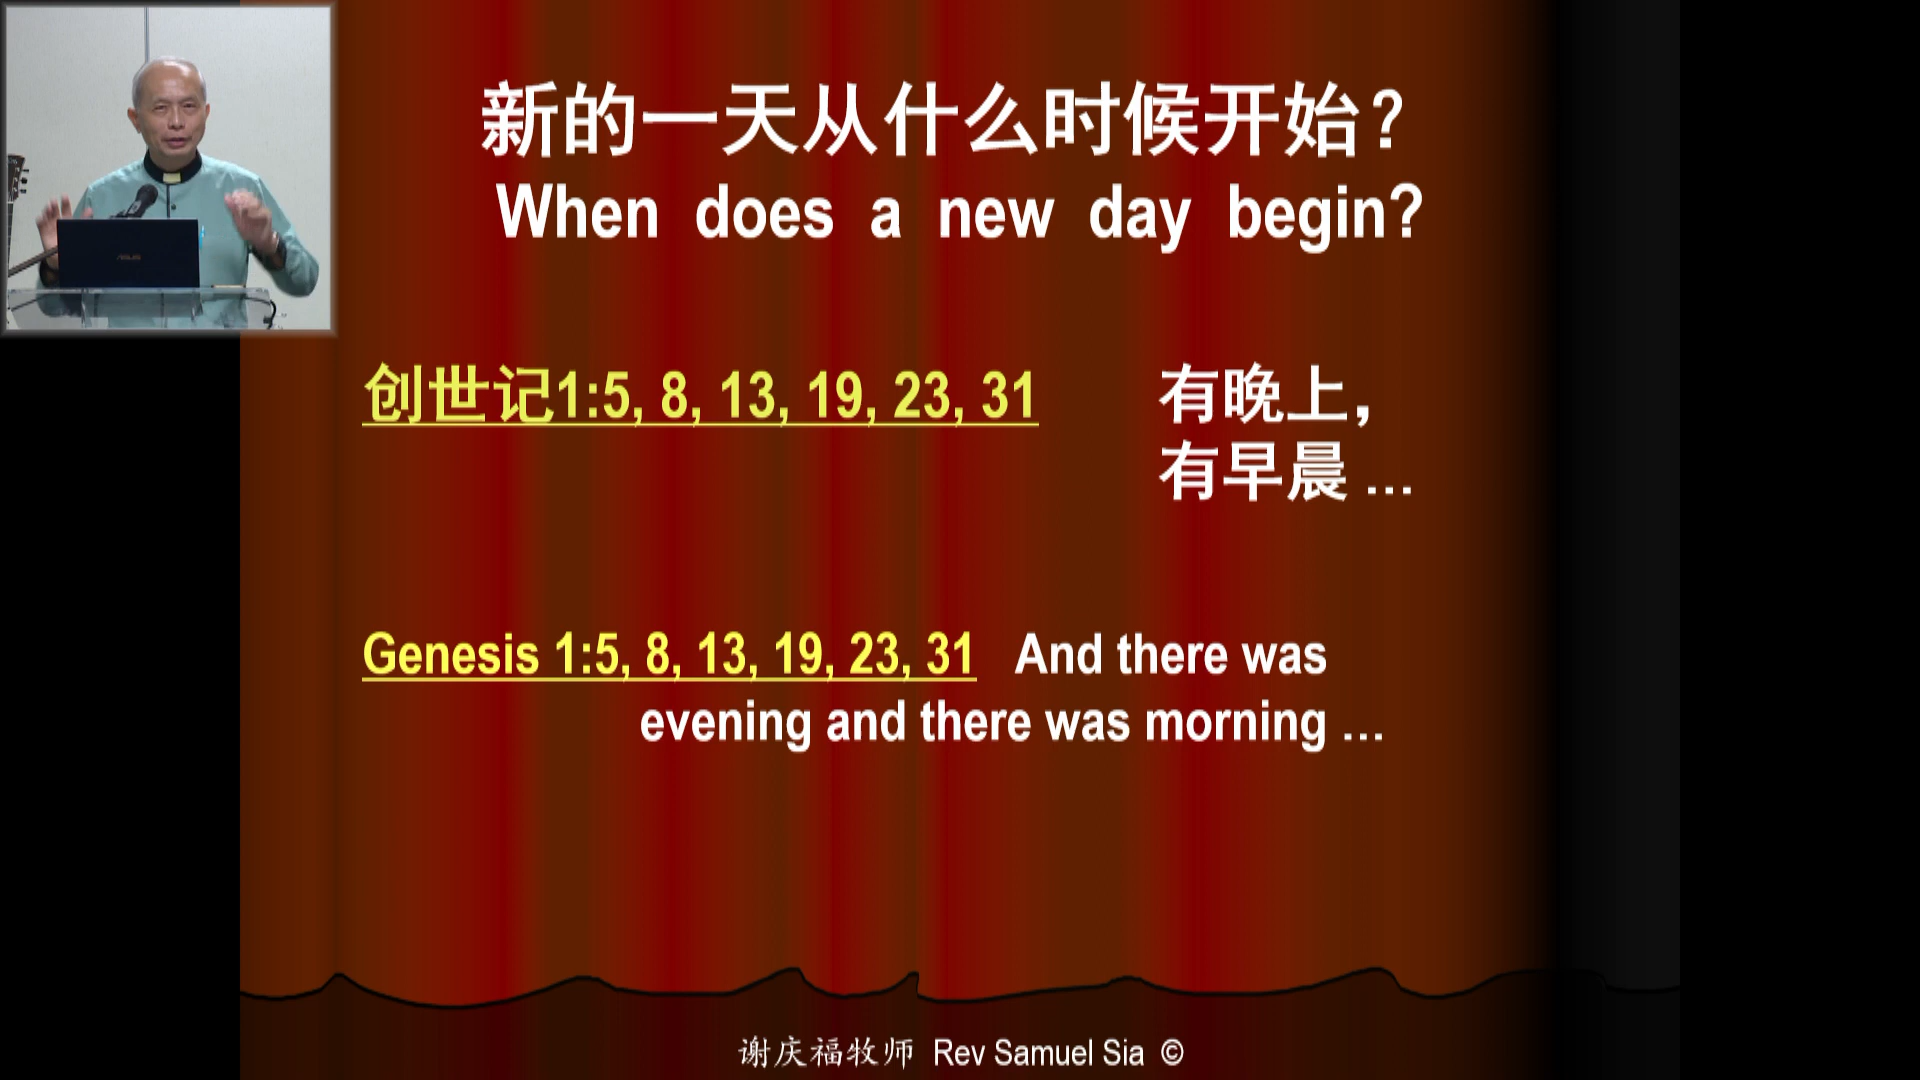 新的一天从什么时候开始？
When does a new day begin?
创世记1:5, 8, 13, 19, 23, 31 有晚上，
有早晨 …
Genesis 1:5, 8, 13, 19, 23, 31 And there was
evening and there was morning …
谢庆福牧师 Rev Samuel Sia ©
ASUS